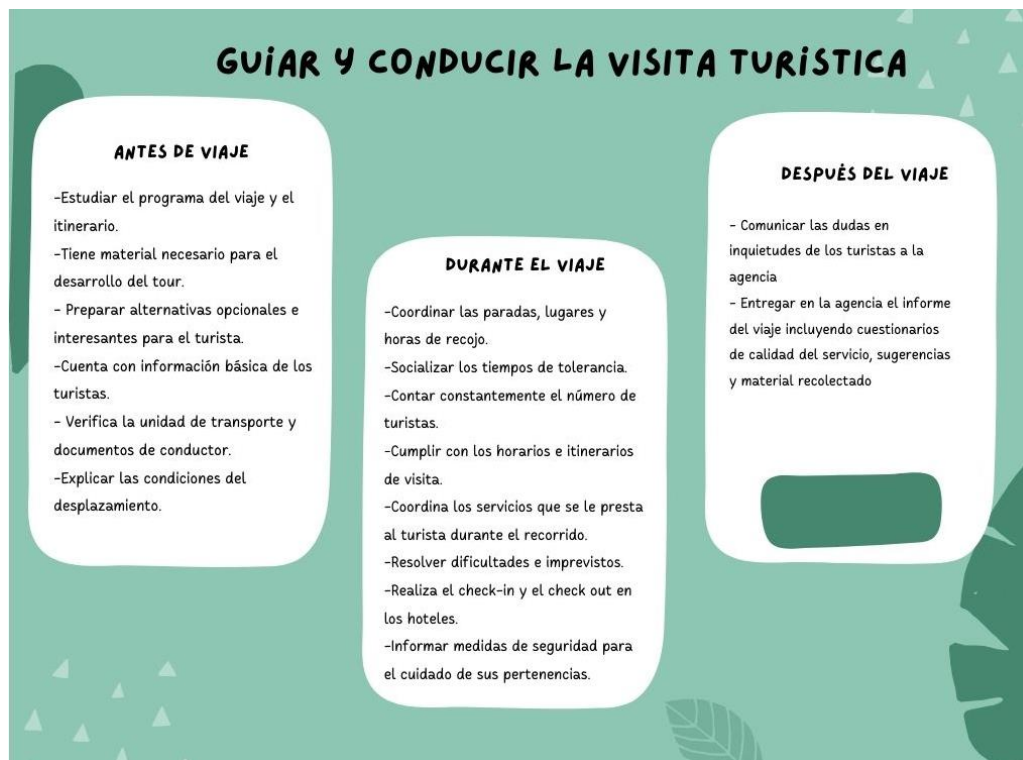 GUÍAR Y CONDUCIR LA VISITA TURÍSTICA
ANTES DE VIAJE
-Estudiar el programa del viaje y el
itinerario.
-Tiene material necesario para el
desarrollo del tour.
- Preparar alternativas opcionales e
interesantes para el turista.
-Cuenta con información básica de los
turistas.
- Verifica la unidad de transporte y
documentos de conductor.
-Explicar las condiciones del
desplazamiento.
DURANTE EL VIAJE
-Coordinar las paradas, lugares y
horas de recojo.
-Socializar los tiempos de tolerancia.
-Contar constantemente el número de
turistas.
-Cumplir con los horarios e itinerarios
de visita.
-Coordina los servicios que se le presta
al turista durante el recorrido.
-Resolver dificultades e imprevistos.
-Realiza el check-in y el check out en
los hoteles.
-Informar medidas de seguridad para
el cuidado de sus pertenencias.
DESPUÉS DEL VIAJE
- Comunicar las dudas en
inquietudes de los turistas a la
agencia
- Entregar en la agencia el informe
del viaje incluyendo cuestionarios
de calidad del servicio, sugerencias
y material recolectado